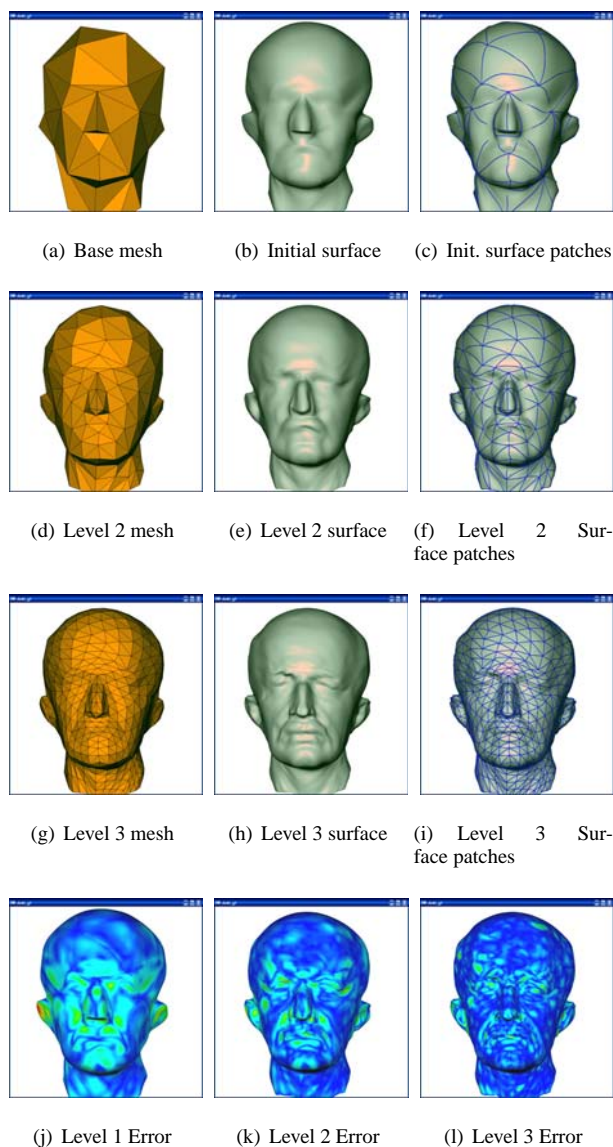 (a) Base mesh
(b) Initial surface
(c) Init. surface patches
(d) Level 2 mesh
(e) Level 2 surface
(f) Level 2 Sur-
face patches
(g) Level 3 mesh
(h) Level 3 surface
(i) Level 3 Sur-
face patches
(j) Level 1 Error
(k) Level 2 Error
(l) Level 3 Error